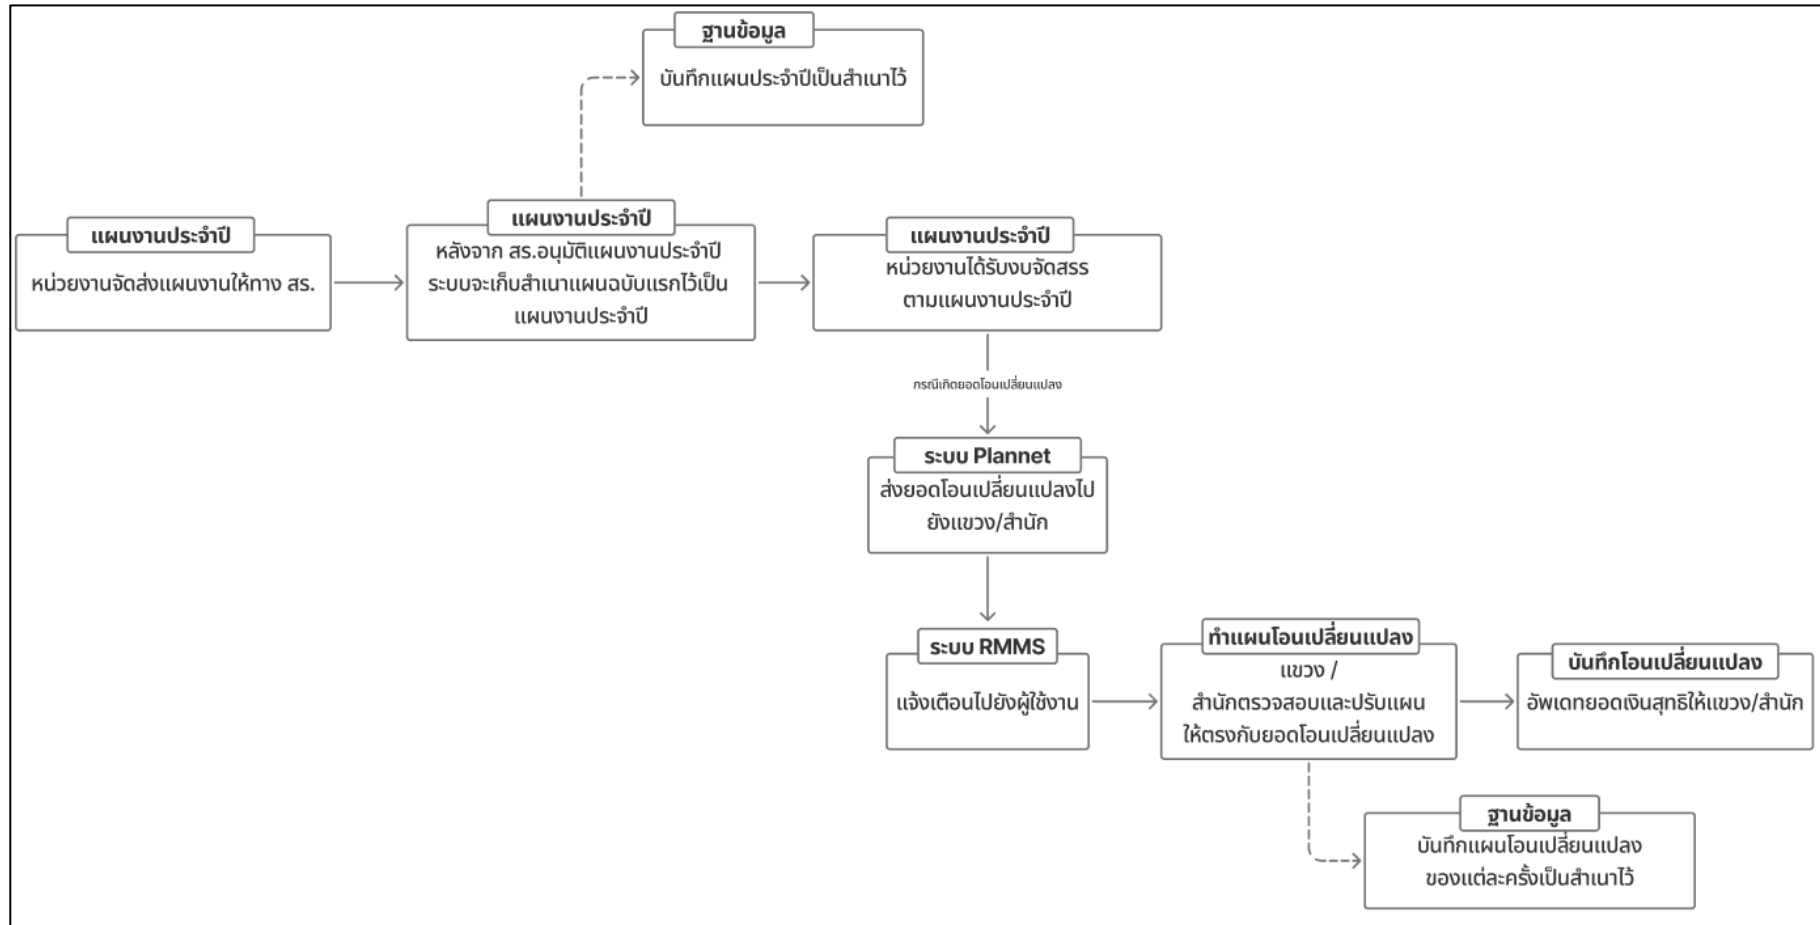 ฐานข้อมูล
บันทึกแผนประจำปีเป็นสำเนาไว้
แผนงานประจำปี
หน่วยงานจัดส่งแผนงานให้ทาง สร.
แผนงานประจำปี
หลังจาก สร.อนุมัติแผนงานประจำปี
ระบบจะเก็บสำเนาแผนฉบับแรกไว้เป็น
แผนงานประจำปี
แผนงานประจำปี
หน่วยงานได้รับงบจัดสรร
ตามแผนงานประจำปี
กรณีเกิดยอดโอนเปลี่ยนแปลง
ระบบ Plannet
ส่งยอดโอนเปลี่ยนแปลงไป
ยังแขวง/สำนัก
ระบบ RMMS
แจ้งเตือนไปยังผู้ใช้งาน
ทำแผนโอนเปลี่ยนแปลง
แขวง /
สำนักตรวจสอบและปรับแผน
ให้ตรงกับยอดโอนเปลี่ยนแปลง
บันทึกโอนเปลี่ยนแปลง
อัพเดทยอดเงินสุทธิให้แขวง/สำนัก
ฐานข้อมูล
บันทึกแผนโอนเปลี่ยนแปลง
ของแต่ละครั้งเป็นสำเนาไว้